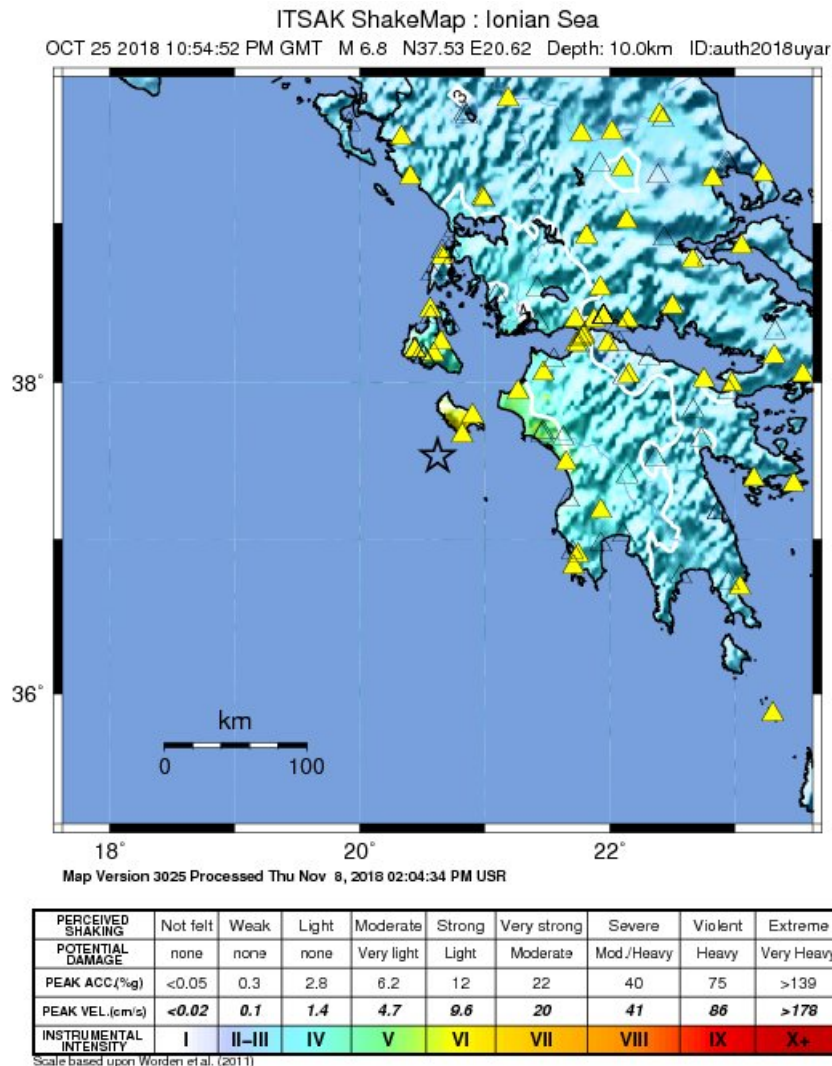 ITSAK ShakeMap : Ionian Sea
OCT 25 2018 10:54:52 PM GMT M 6.8 N37.53 E20.62 Depth: 10.0km ID:auth2018uyar
3
4
38˚
36˚
km
0 100
18˚ 20˚ 22˚
Map Version 3025 Processed Thu Nov 8, 2018 02:04:34 PM USR
PERCEIVED SHAKING Not felt Weak Light Moderate Strong Very strong Severe Violent Extreme
POTENTIAL DAMAGE none none none Very light Light Moderate Mod./Heavy Heavy Very Heavy
PEAK ACC.(%g) <0.05 0.3 2.8 6.2 12 22 40 75 >139
PEAK VEL.(cm/s) <0.02 0.1 1.4 4.7 9.6 20 41 86 >178
INSTRUMENTAL INTENSITY I II–III IV V VI VII VIII IX X+
Scale based upon Worden et al. (2011)